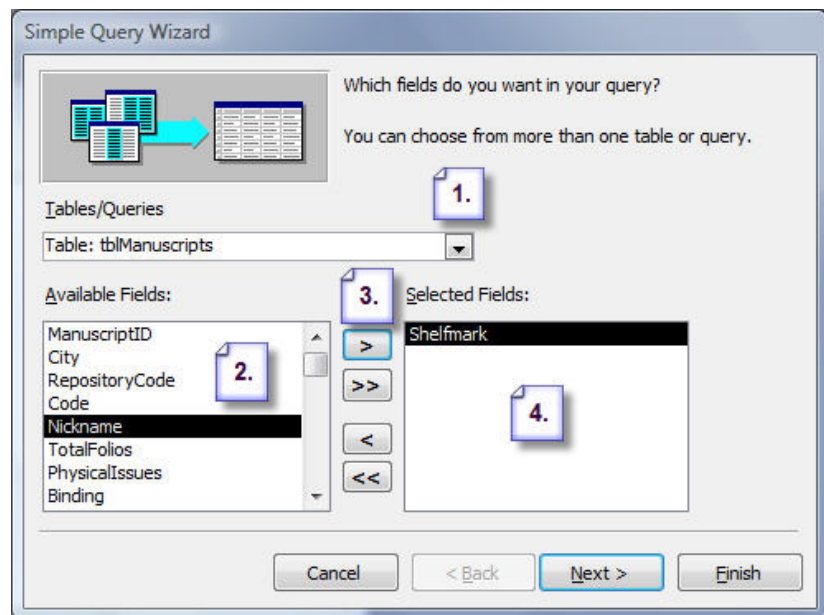 Simple Query Wizard
Which fields do you want in your query?
You can choose from more than one table or query.
1.
Tables/Queries
Table: tblManuscripts
3.
Available Fields:
Selected Fields:
ManuscriptID
City
RepositoryCode
Code
Nickname
TotalFolios
PhysicalIssues
Binding
2.
>
>>
<
<<
Shelfmark
4.
Cancel
< Back
Next >
Finish